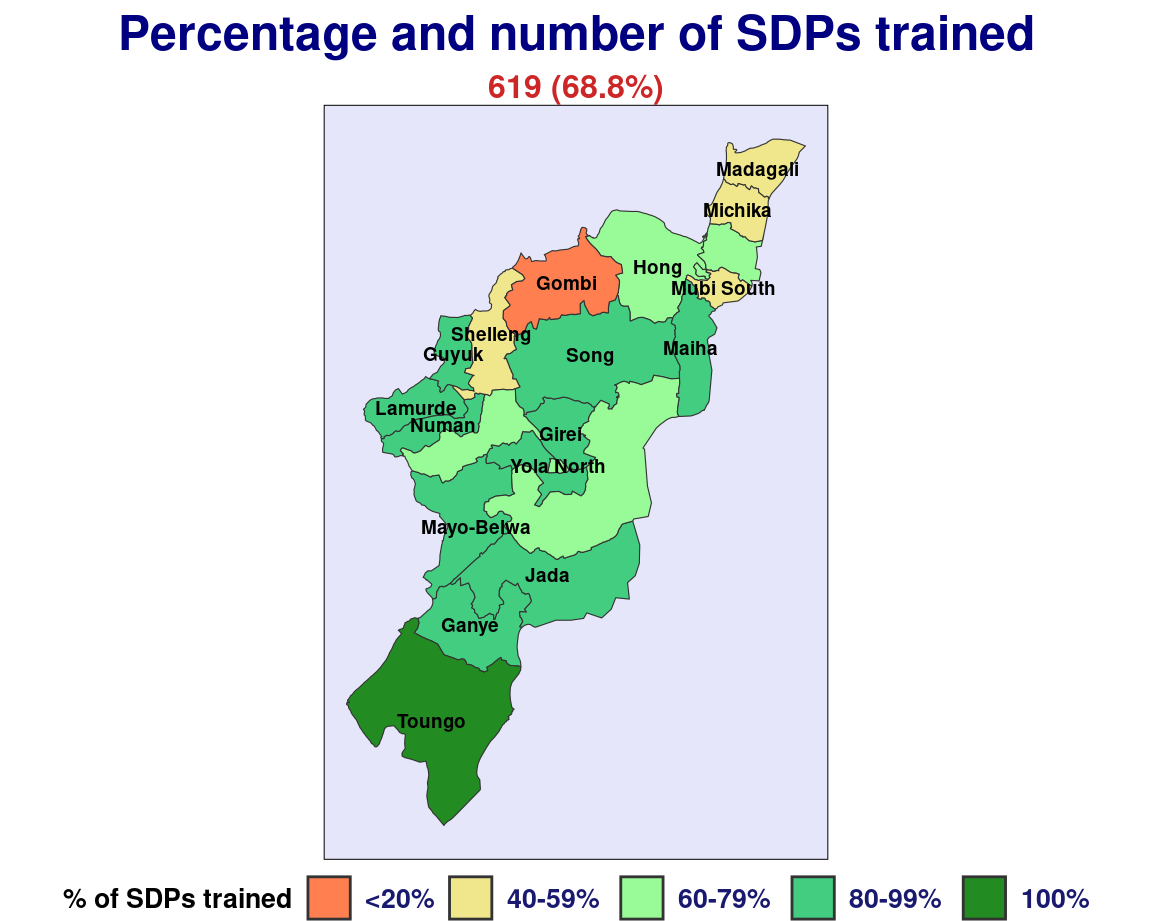 Percentage and number of SDPs trained
619 (68.8%)
Madagali
Michika
Hong
Gombi
Mubi South
Shelleng
Guyuk
Song
Maiha
Lamurde
Numan
Girei
Yola North
Mayo-Belwa
Jada
Ganye
Toungo
% of SDPs trained <20% 40-59% 60-79% 80-99% 100%